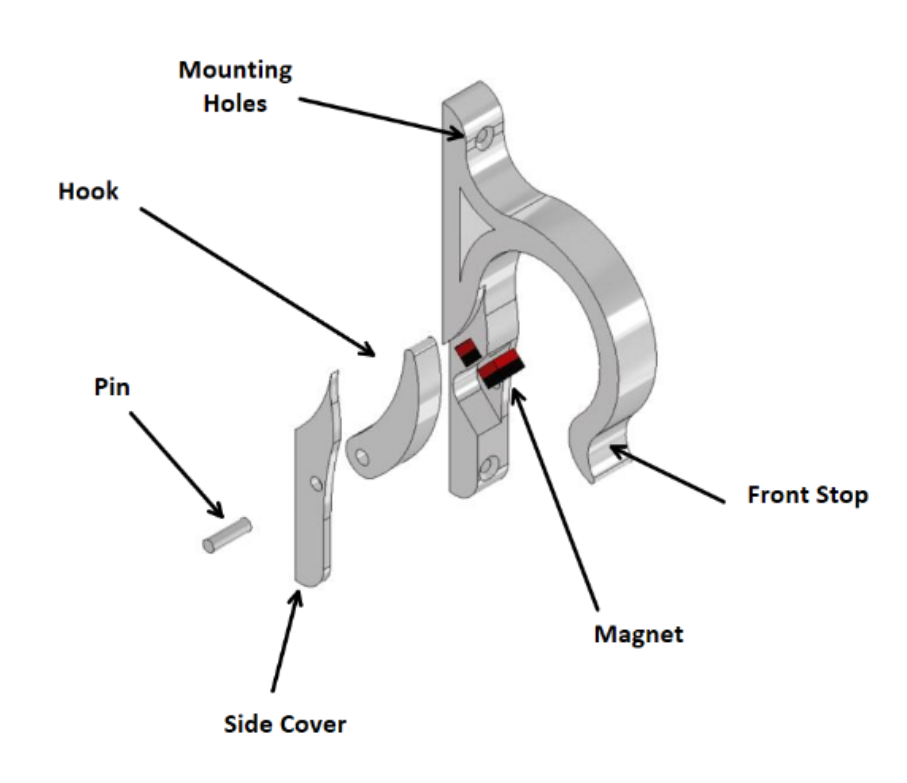 Mounting
Holes
Hook
Pin
Front Stop
Magnet
Side Cover